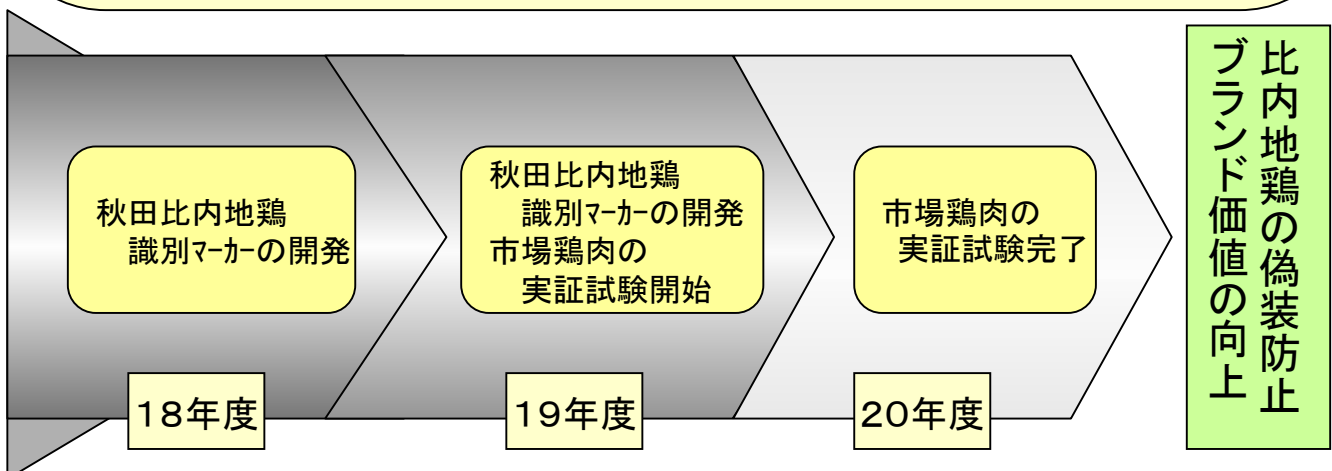 秋田比内地鶏
識別ﾏｰｶｰの開発
18年度
秋田比内地鶏
識別ﾏｰｶｰの開発
市場鶏肉の
実証試験開始
19年度
市場鶏肉の
実証試験完了
20年度
比内地鶏の偽装防止
ブランド価値の向上